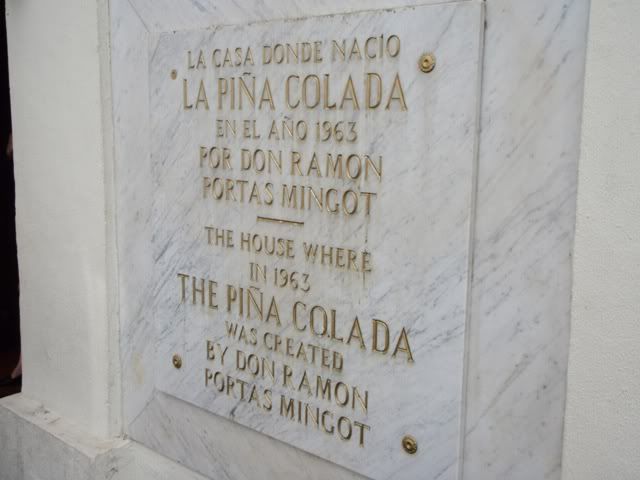 LA CASA DONDE NACIO
LA PIÑA COLADA
EN EL AÑO 1963
POR DON RAMON
PORTAS MINGOT
THE HOUSE WHERE
IN 1963
THE PIÑA COLADA
WAS CREATED
BY DON RAMON
PORTAS MINGOT